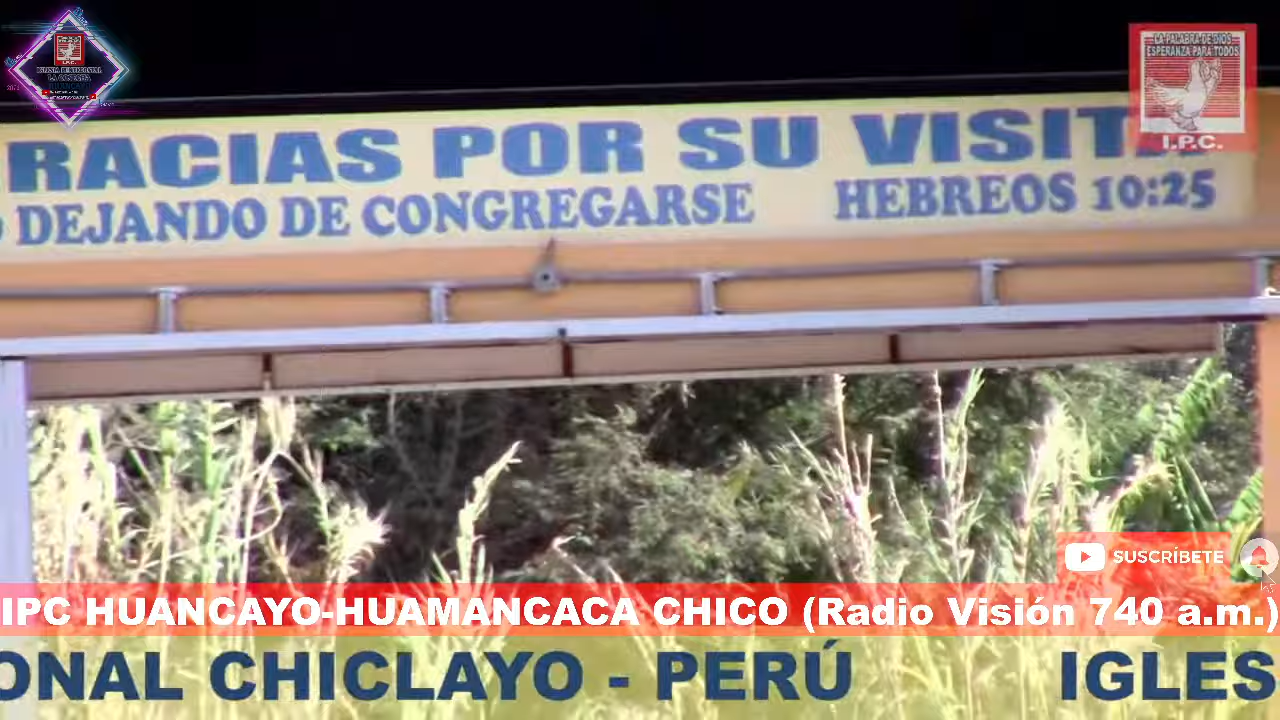 LA PALABRA DE DIOS
ESPERANZA PARA TODOS
I.P.C.
RACIAS POR SU VISITA
DEJANDO DE CONGREGARSE HEBREOS 10:25
SUSCRÍBETE
IPC HUANCAYO-HUAMANCACA CHICO (Radio Visión 740 a.m.)
ONAL CHICLAYO - PERÚ IGLES